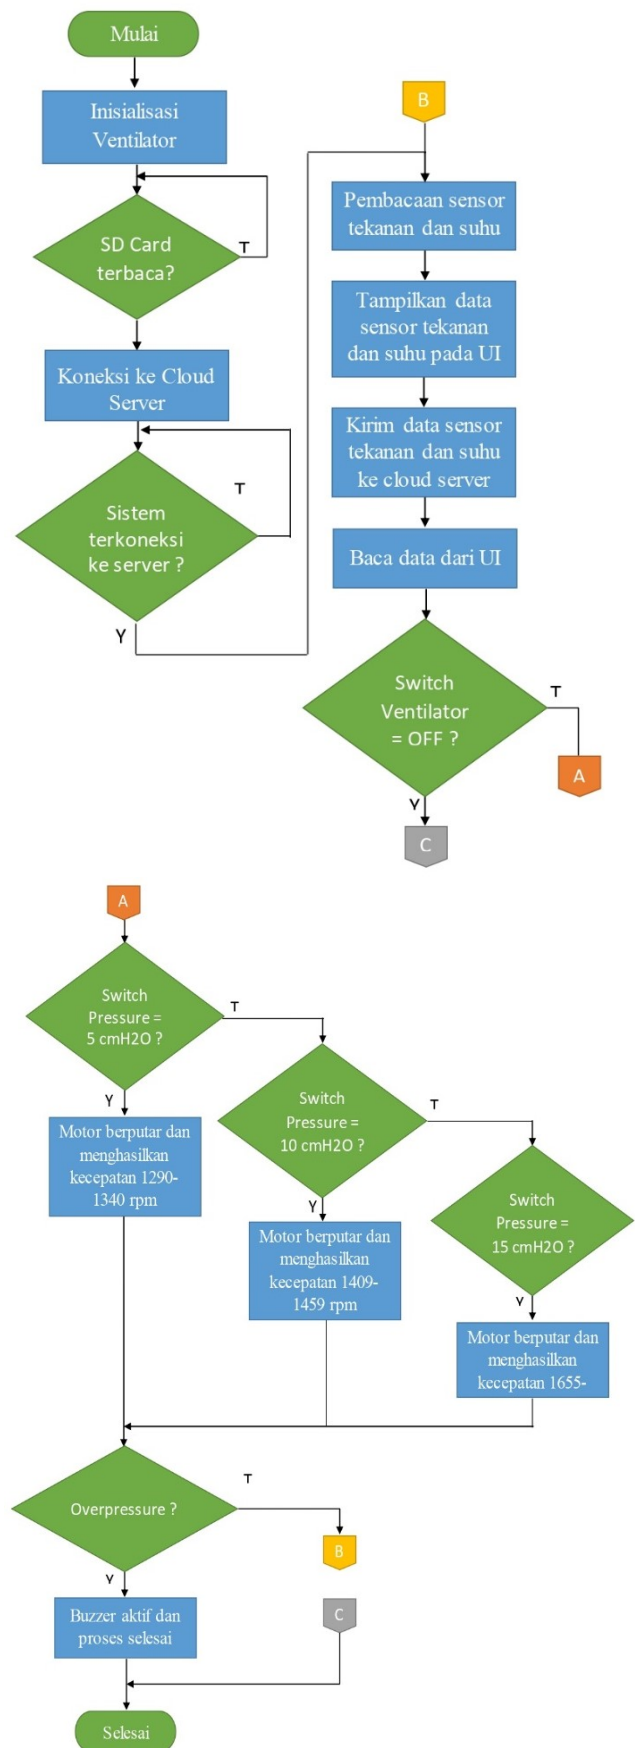 Mulai
Inisialisasi
Ventilator
SD Card
terbaca?
T
Koneksi ke Cloud
Server
T
Sistem
terkoneksi
ke server ?
Y
B
Pembacaan sensor
tekanan dan suhu
Tampilkan data
sensor tekanan
dan suhu pada UI
Kirim data sensor
tekanan dan suhu
ke cloud server
Baca data dari UI
Switch
Ventilator
= OFF ?
T
A
Y
C
A
Switch
Pressure =
5 cmH2O ?
T
Y
Motor berputar dan
menghasilkan
kecepatan 1290-
1340 rpm
Switch
Pressure =
10 cmH2O ?
T
Y
Motor berputar dan
menghasilkan
kecepatan 1409-
1459 rpm
Switch
Pressure =
15 cmH2O ?
Y
Motor berputar dan
menghasilkan
kecepatan 1655-
Overpressure ?
T
B
Y
Buzzer aktif dan
proses selesai
C
Selesai